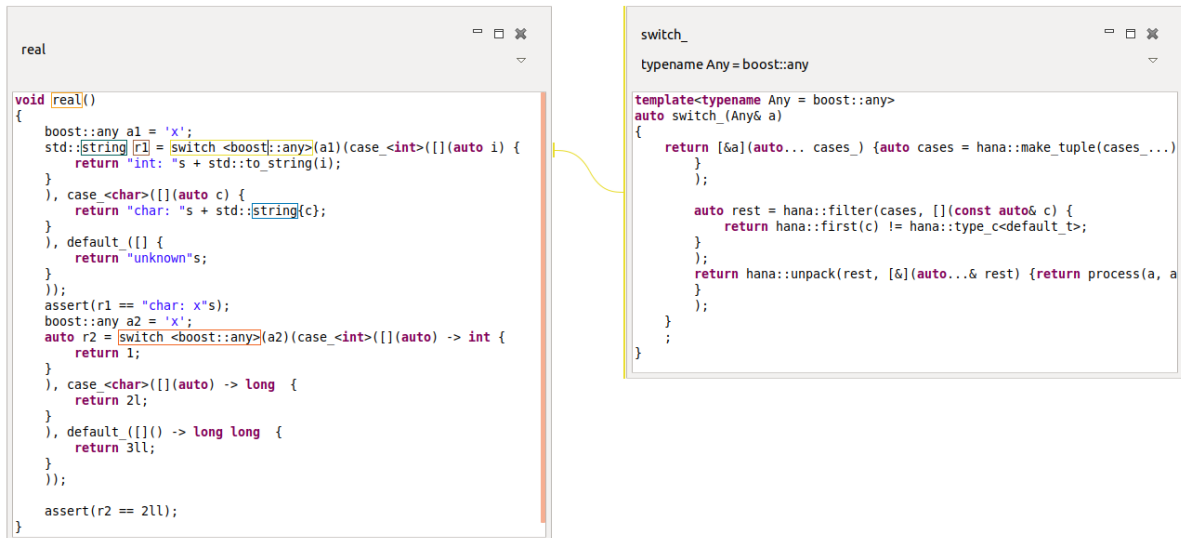 real
void real()
{
    boost::any a1 = 'x';
    std::string r1 = switch_<boost::any>(a1)(case_<int>([](auto i) {
        return "int: "s + std::to_string(i);
    }
    ), case_<char>([](auto c) {
        return "char: "s + std::string{c};
    }
    ), default_([] {
        return "unknown"s;
    }
    ));
    assert(r1 == "char: x"s);
    boost::any a2 = 'x';
    auto r2 = switch_<boost::any>(a2)(case_<int>([](auto) -> int {
        return 1;
    }
    ), case_<char>([](auto) -> long  {
        return 2l;
    }
    ), default_([]() -> long long  {
        return 3ll;
    }
    ));
    assert(r2 == 2ll);
}
switch_
typename Any = boost::any
template<typename Any = boost::any>
auto switch_(Any& a)
{
    return [&a](auto... cases_) {auto cases = hana::make_tuple(cases_...)
        }
        );
        auto rest = hana::filter(cases, [](const auto& c) {
            return hana::first(c) != hana::type_c<default_t>;
        }
        );
        return hana::unpack(rest, [&](auto...& rest) {return process(a, a
        }
        );
    }
    ;
}